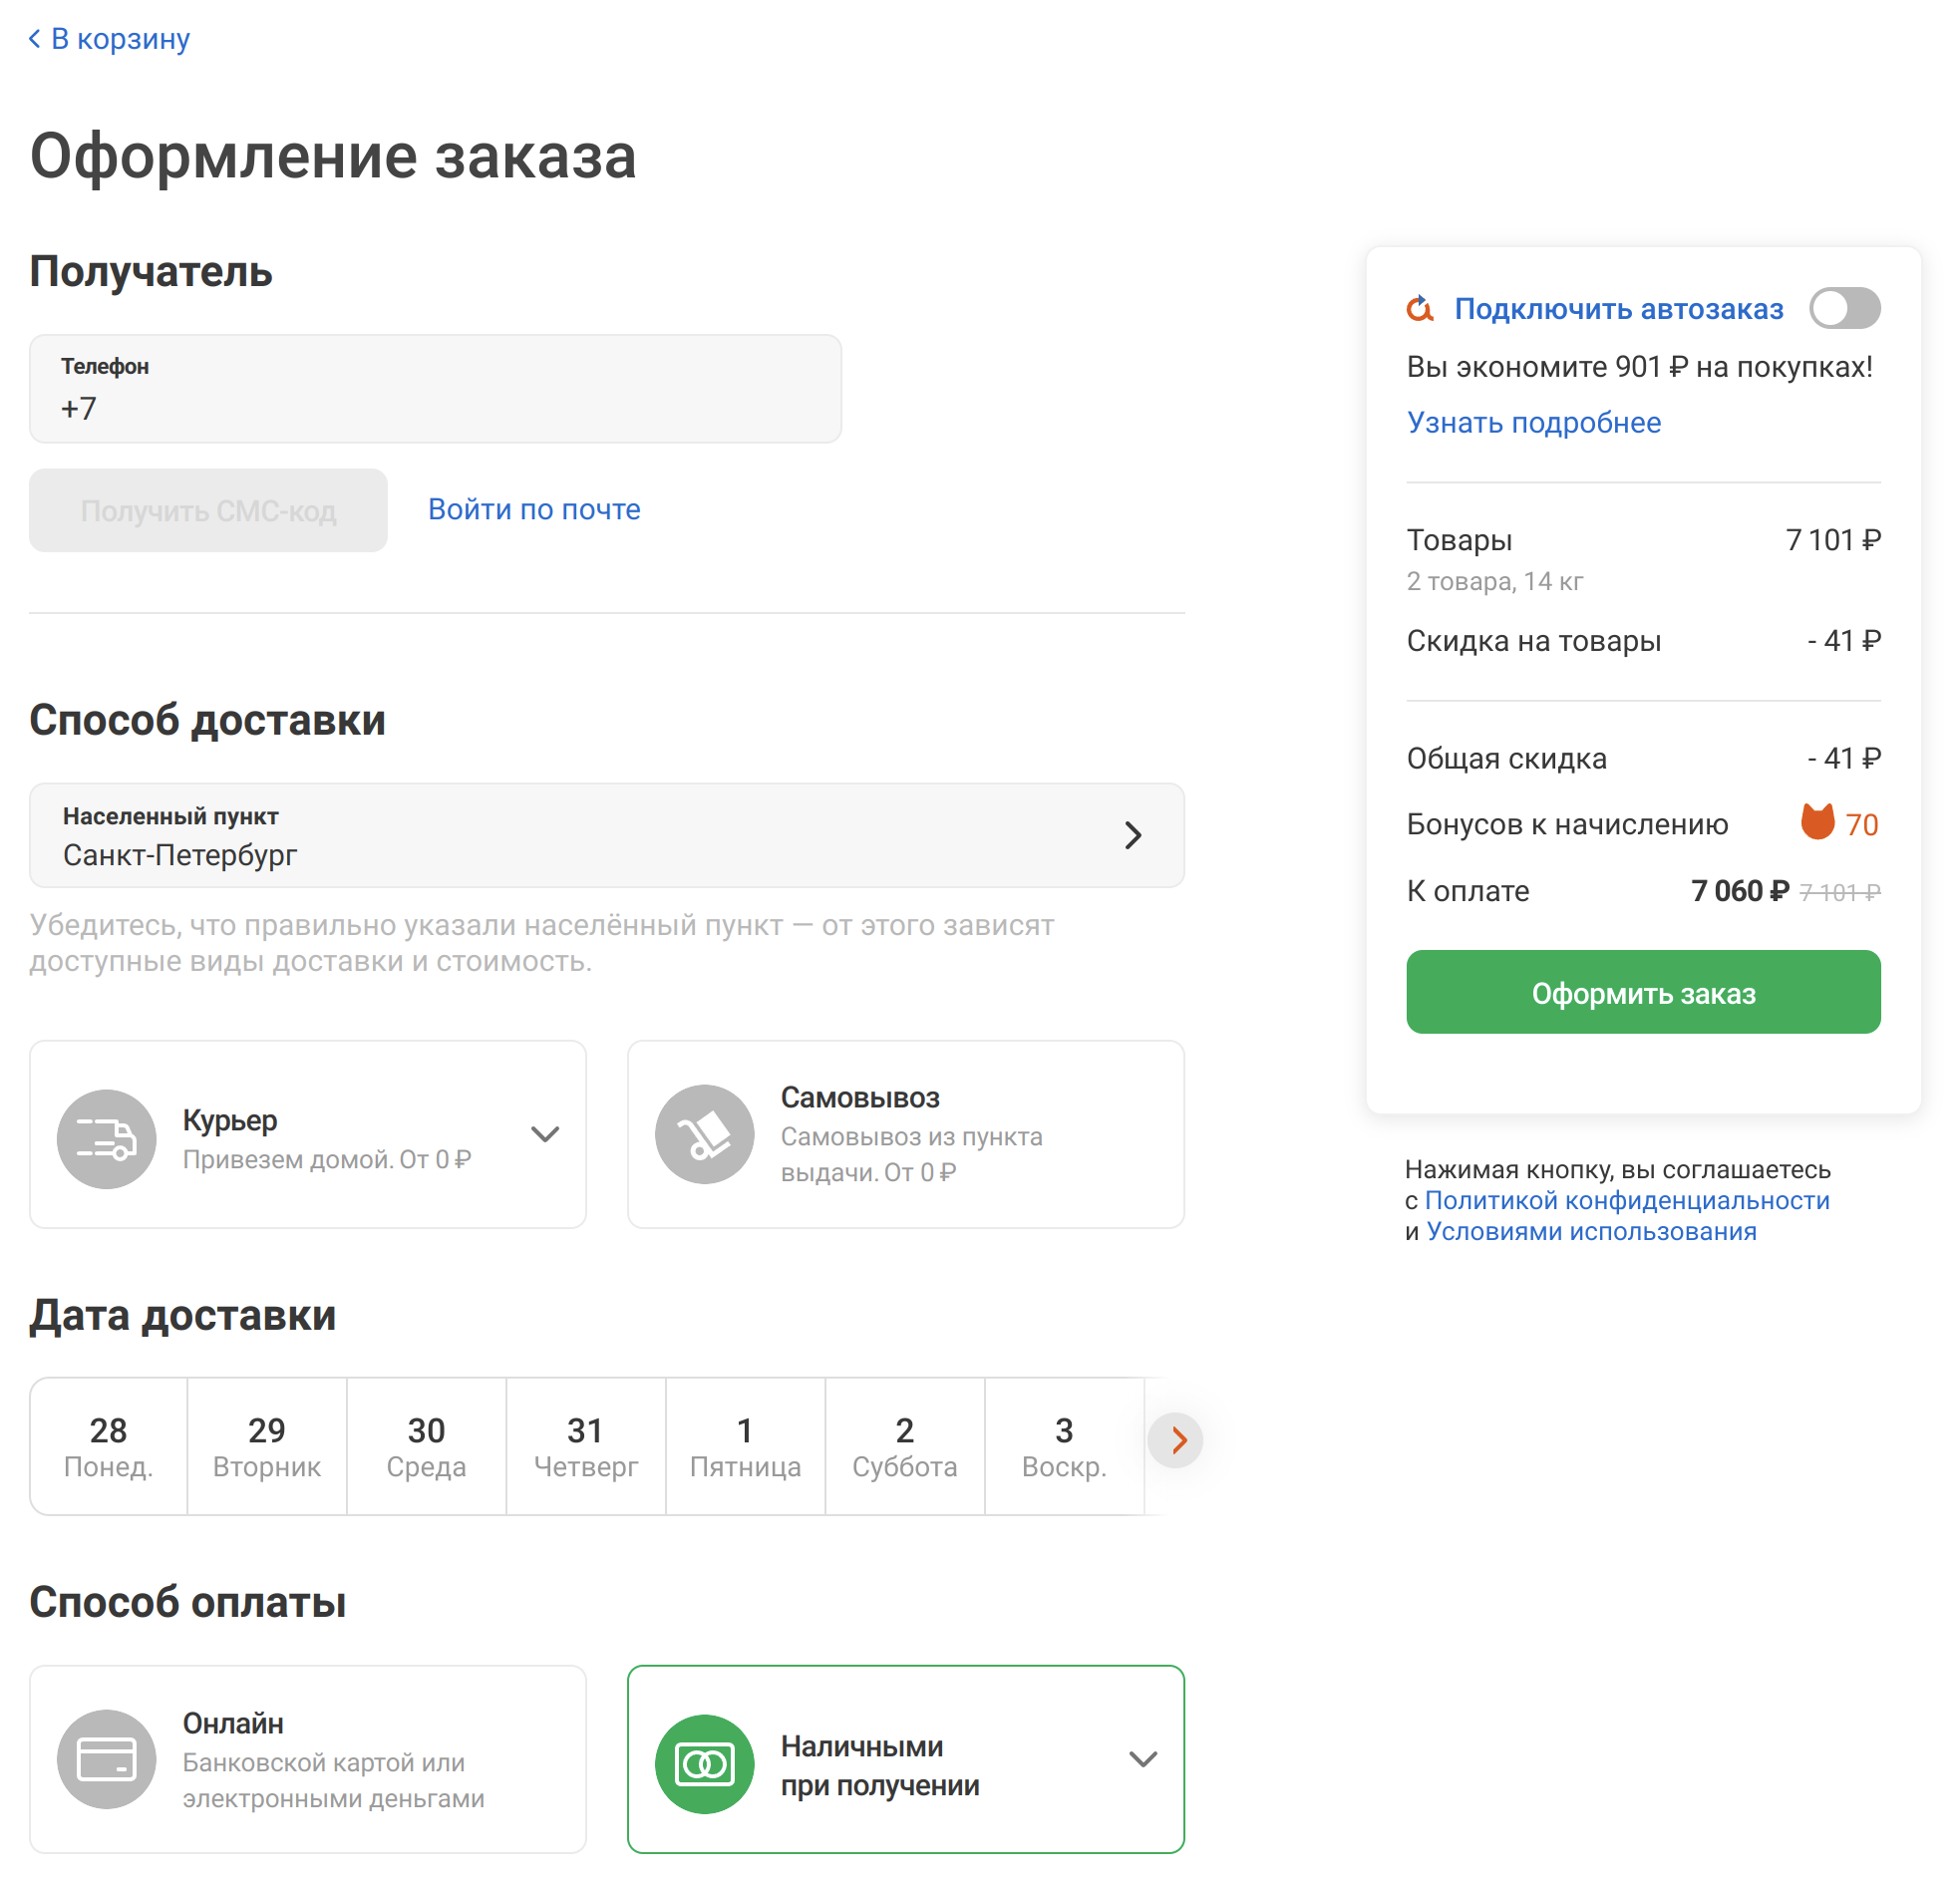 В корзину
Оформление заказа
Получатель
Телефон
+7
Получить СМС-код
Войти по почте
Способ доставки
Населенный пункт
Санкт-Петербург
Убедитесь, что правильно указали населённый пункт — от этого зависят
доступные виды доставки и стоимость.
Курьер
Привезем домой. От 0 ₽
Самовывоз
Самовывоз из пункта
выдачи. От 0 ₽
Дата доставки
28 29 30 31 1 2 3
Понед. Вторник Среда Четверг Пятница Суббота Воскр.
Способ оплаты
Онлайн
Банковской картой или
электронными деньгами
Наличными
при получении
Подключить автозаказ
Вы экономите 901 ₽ на покупках!
Узнать подробнее
Товары 7 101 ₽
2 товара, 14 кг
Скидка на товары - 41 ₽
Общая скидка - 41 ₽
Бонусов к начислению 70
К оплате 7 060 ₽ 7 101 ₽
Оформить заказ
Нажимая кнопку, вы соглашаетесь
с Политикой конфиденциальности
и Условиями использования